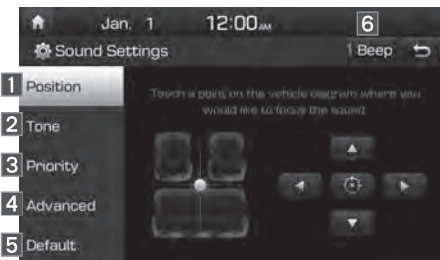 Jan. 1 12:00AM 6
Sound Settings 1 Beep
1 Position
Touch a point on the vehicle diagram where you
would like to focus the sound
2 Tone
3 Priority
4 Advanced
5 Default